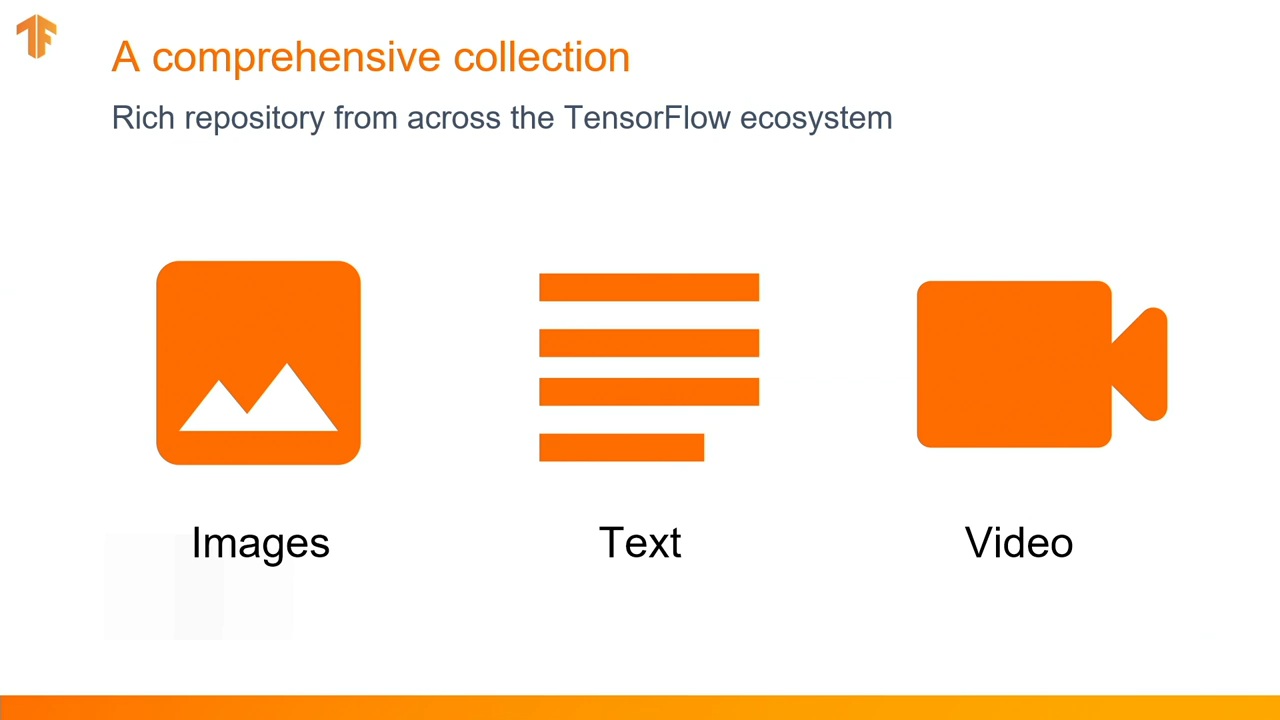 A comprehensive collection
Rich repository from across the TensorFlow ecosystem
Images
Text
Video